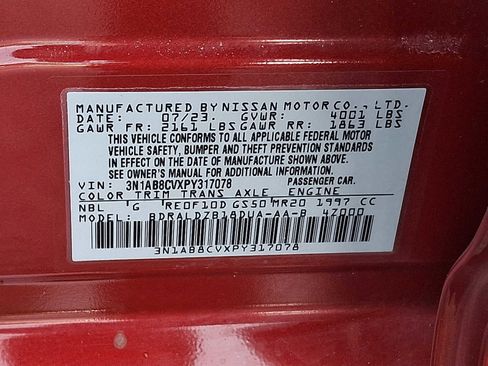 MANUFACTURED BY NISSAN MOTOR CO., LTD.
DATE: 07/23 GVWR: 4001 LBS
GAWR FR: 2161 LBS GAWR RR: 1863 LBS
THIS VEHICLE CONFORMS TO ALL APPLICABLE FEDERAL MOTOR
VEHICLE SAFETY, BUMPER AND THEFT PREVENTION STANDARDS
IN EFFECT ON THE DATE OF MANUFACTURE SHOWN ABOVE.
SEE OWNER'S MANUAL FOR ADDITIONAL INFORMATION.
VIN: 3N1AB8CVXPY317078 PASSENGER CAR.
COLOR TRIM TRANS AXLE ENGINE
NBL G RE0F10D GS50 MR20 1997 CC
MODEL: BDRALDZB18DUA-AA-B 4Z000
3N1AB8CVXPY317078